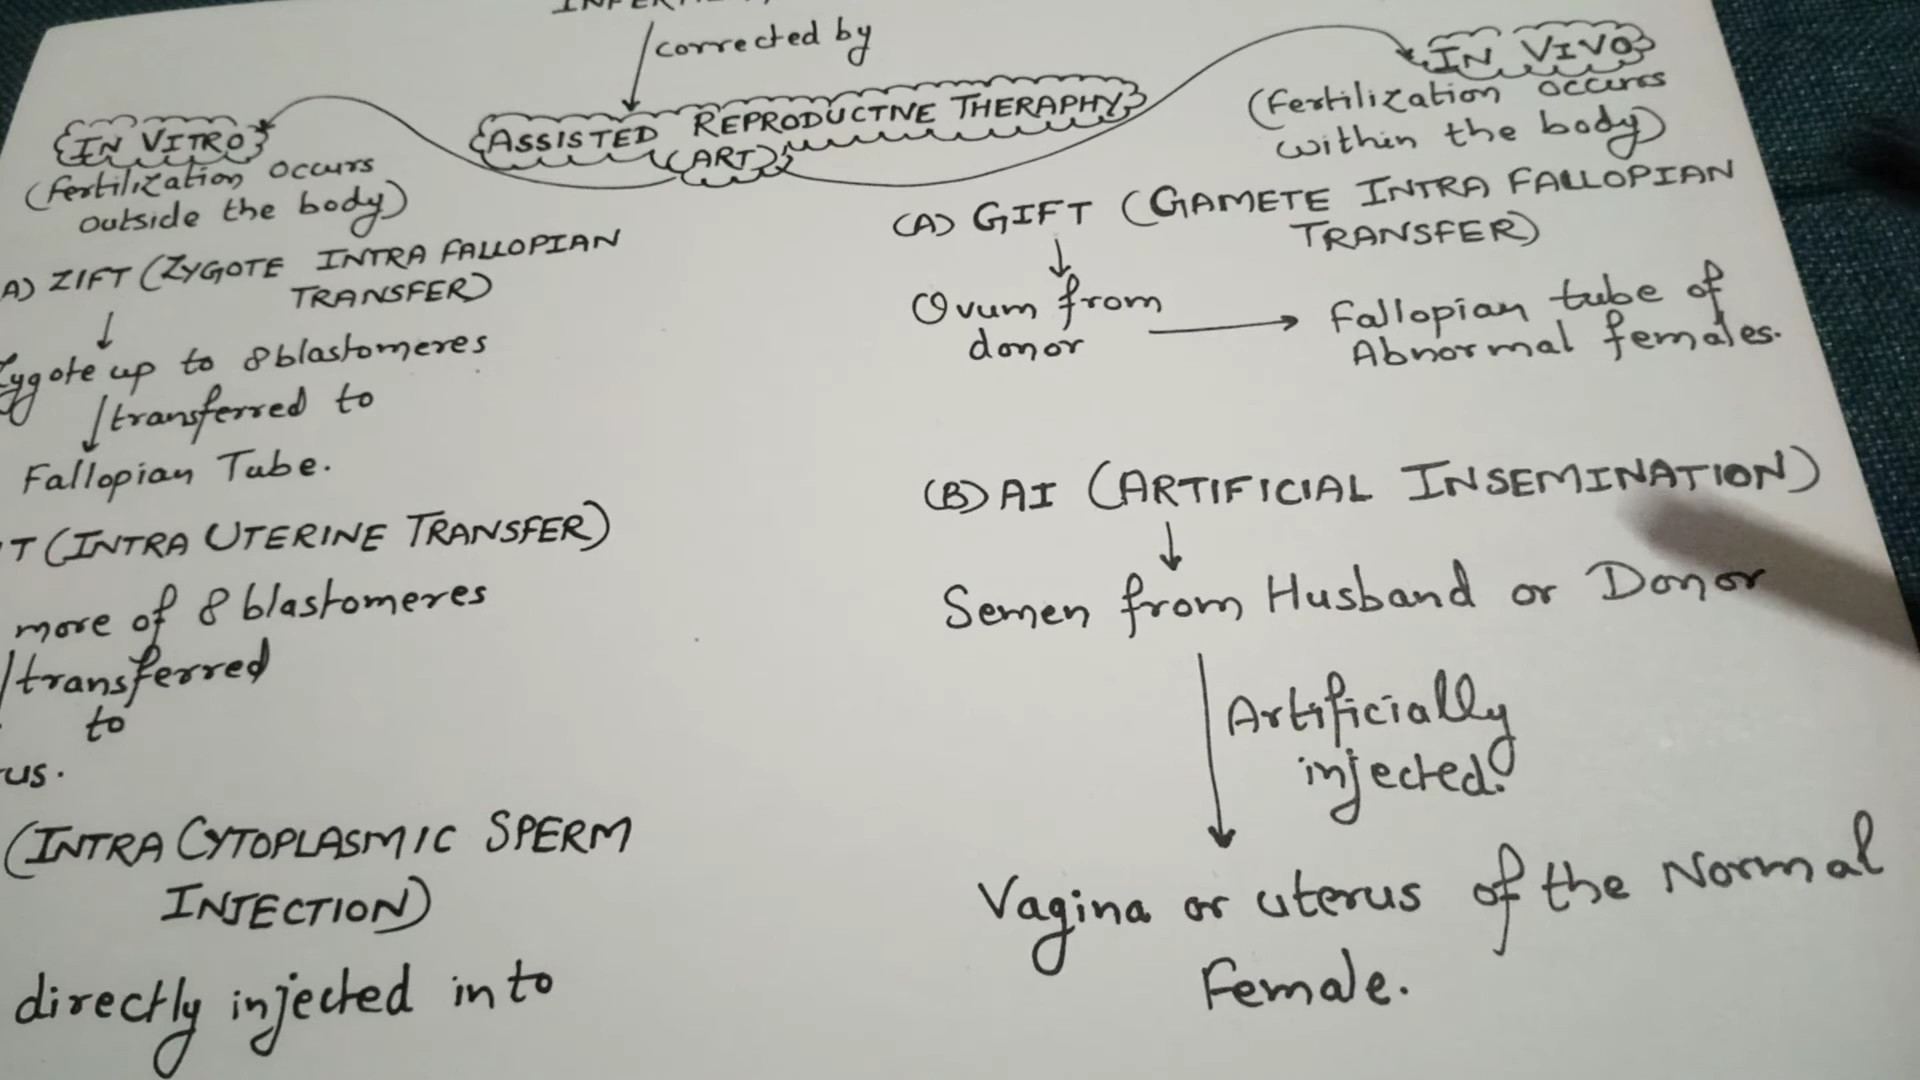 corrected by
ASSISTED REPRODUCTIVE THERAPHY
(ART)
IN VITRO
(fertilization occurs
outside the body)
A) ZIFT (ZYGOTE INTRA FALLOPIAN
TRANSFER)
Zygote up to 8 blastomeres
transferred to
Fallopian Tube.
T (INTRA UTERINE TRANSFER)
more of 8 blastomeres
transferred
to
us.
(INTRA CYTOPLASMIC SPERM
INJECTION)
directly injected into
IN VIVO
(fertilization occurs
within the body)
(A) GIFT (GAMETE INTRA FALLOPIAN
TRANSFER)
Ovum from
donor
Fallopian tube of
Abnormal females.
(B) AI (ARTIFICIAL INSEMINATION)
Semen from Husband or Donor
Artificially
injected.
Vagina or uterus of the Normal
Female.